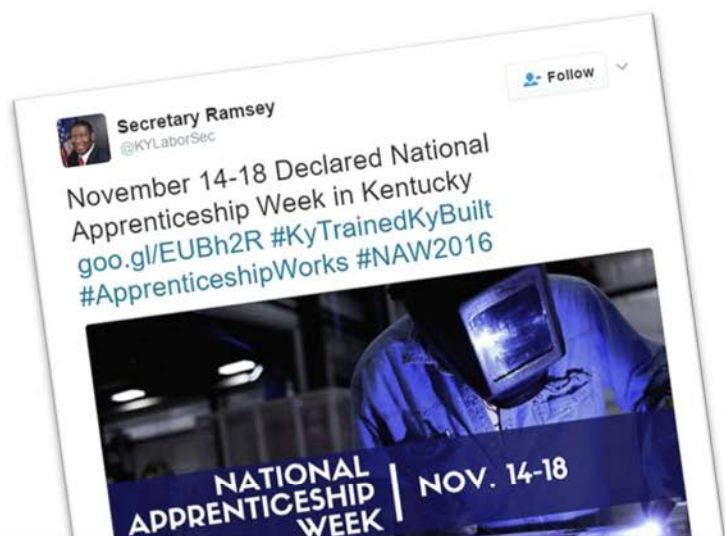 Secretary Ramsey
@KYLaborSec
Follow
November 14-18 Declared National
Apprenticeship Week in Kentucky
goo.gl/EUBh2R #KyTrainedKyBuilt
#ApprenticeshipWorks #NAW2016
NATIONAL
APPRENTICESHIP
WEEK
NOV. 14-18